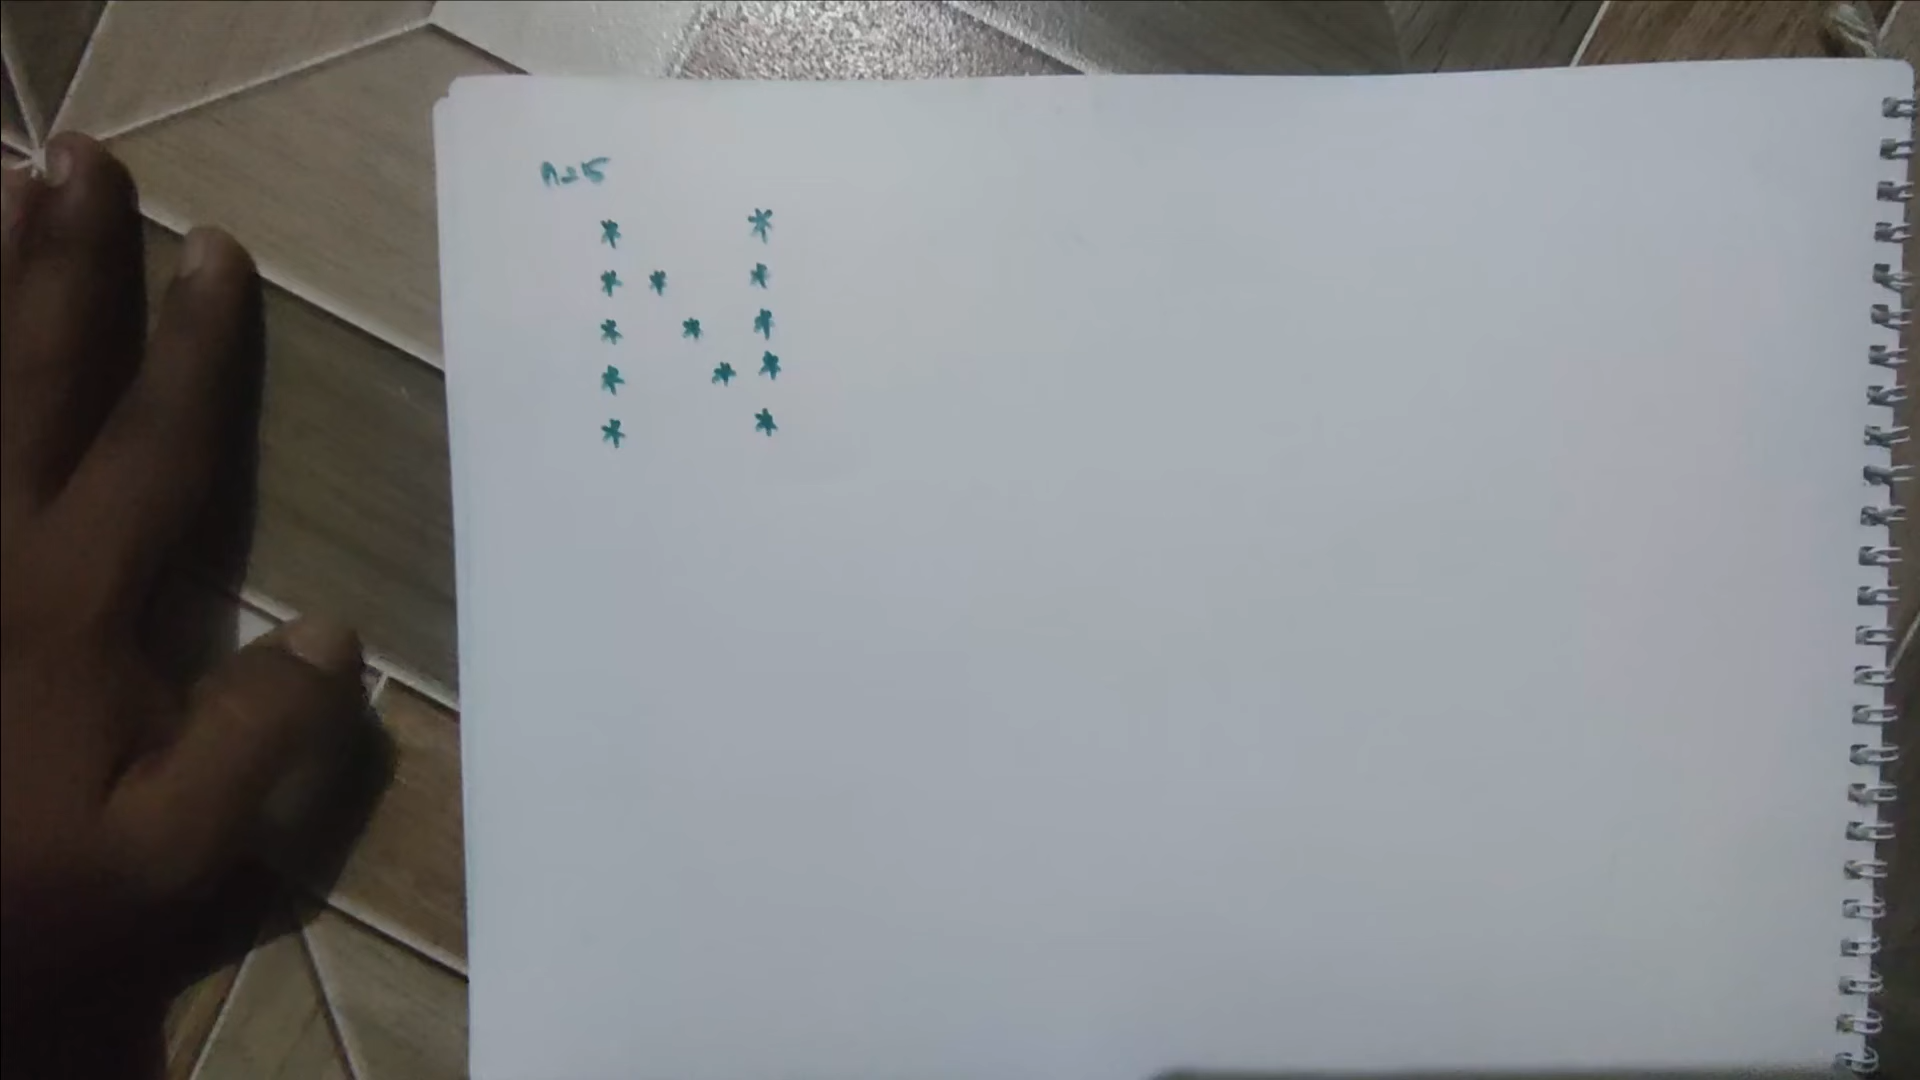 n=5
*       *
* *     *
*   *   *
*     * *
*       *